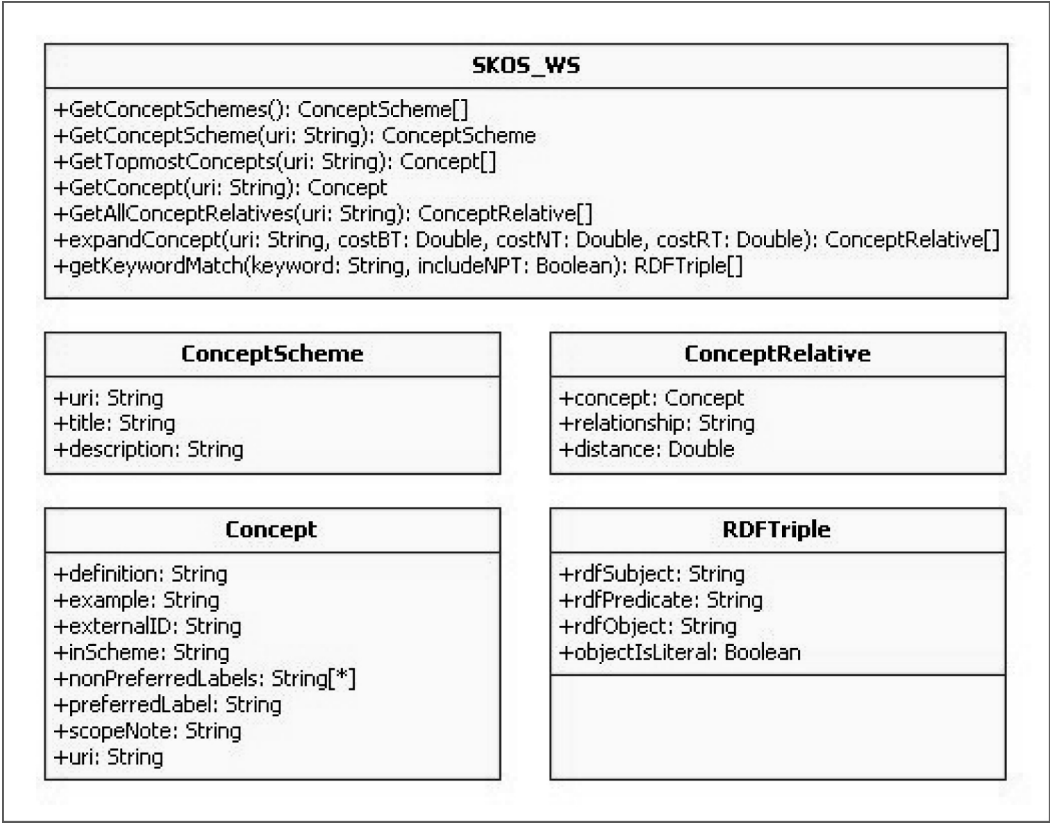 SKOS_WS
+GetConceptSchemes(): ConceptScheme[]
+GetConceptScheme(uri: String): ConceptScheme
+GetTopmostConcepts(uri: String): Concept[]
+GetConcept(uri: String): Concept
+GetAllConceptRelatives(uri: String): ConceptRelative[]
+expandConcept(uri: String, costBT: Double, costNT: Double, costRT: Double): ConceptRelative[]
+getKeywordMatch(keyword: String, includeNPT: Boolean): RDFTriple[]
ConceptScheme
+uri: String
+title: String
+description: String
ConceptRelative
+concept: Concept
+relationship: String
+distance: Double
Concept
+definition: String
+example: String
+externalID: String
+inScheme: String
+nonPreferredLabels: String[*]
+preferredLabel: String
+scopeNote: String
+uri: String
RDFTriple
+rdfSubject: String
+rdfPredicate: String
+rdfObject: String
+objectIsLiteral: Boolean